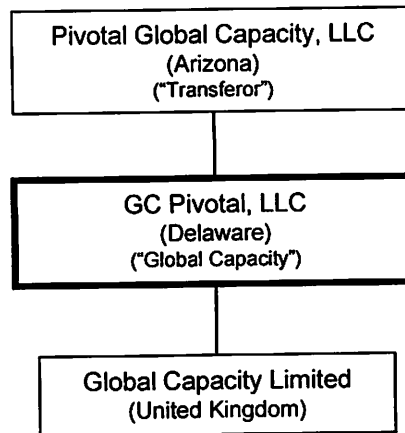 Pivotal Global Capacity, LLC
(Arizona)
("Transferor")
GC Pivotal, LLC
(Delaware)
("Global Capacity")
Global Capacity Limited
(United Kingdom)